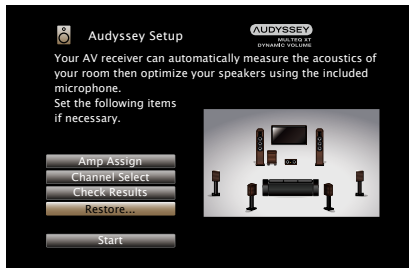 Audyssey Setup
AUDYSSEY
MULTEQ XT
DYNAMIC VOLUME
Your AV receiver can automatically measure the acoustics of
your room then optimize your speakers using the included
microphone.
Set the following items
if necessary.
Amp Assign
Channel Select
Check Results
Restore...
Start